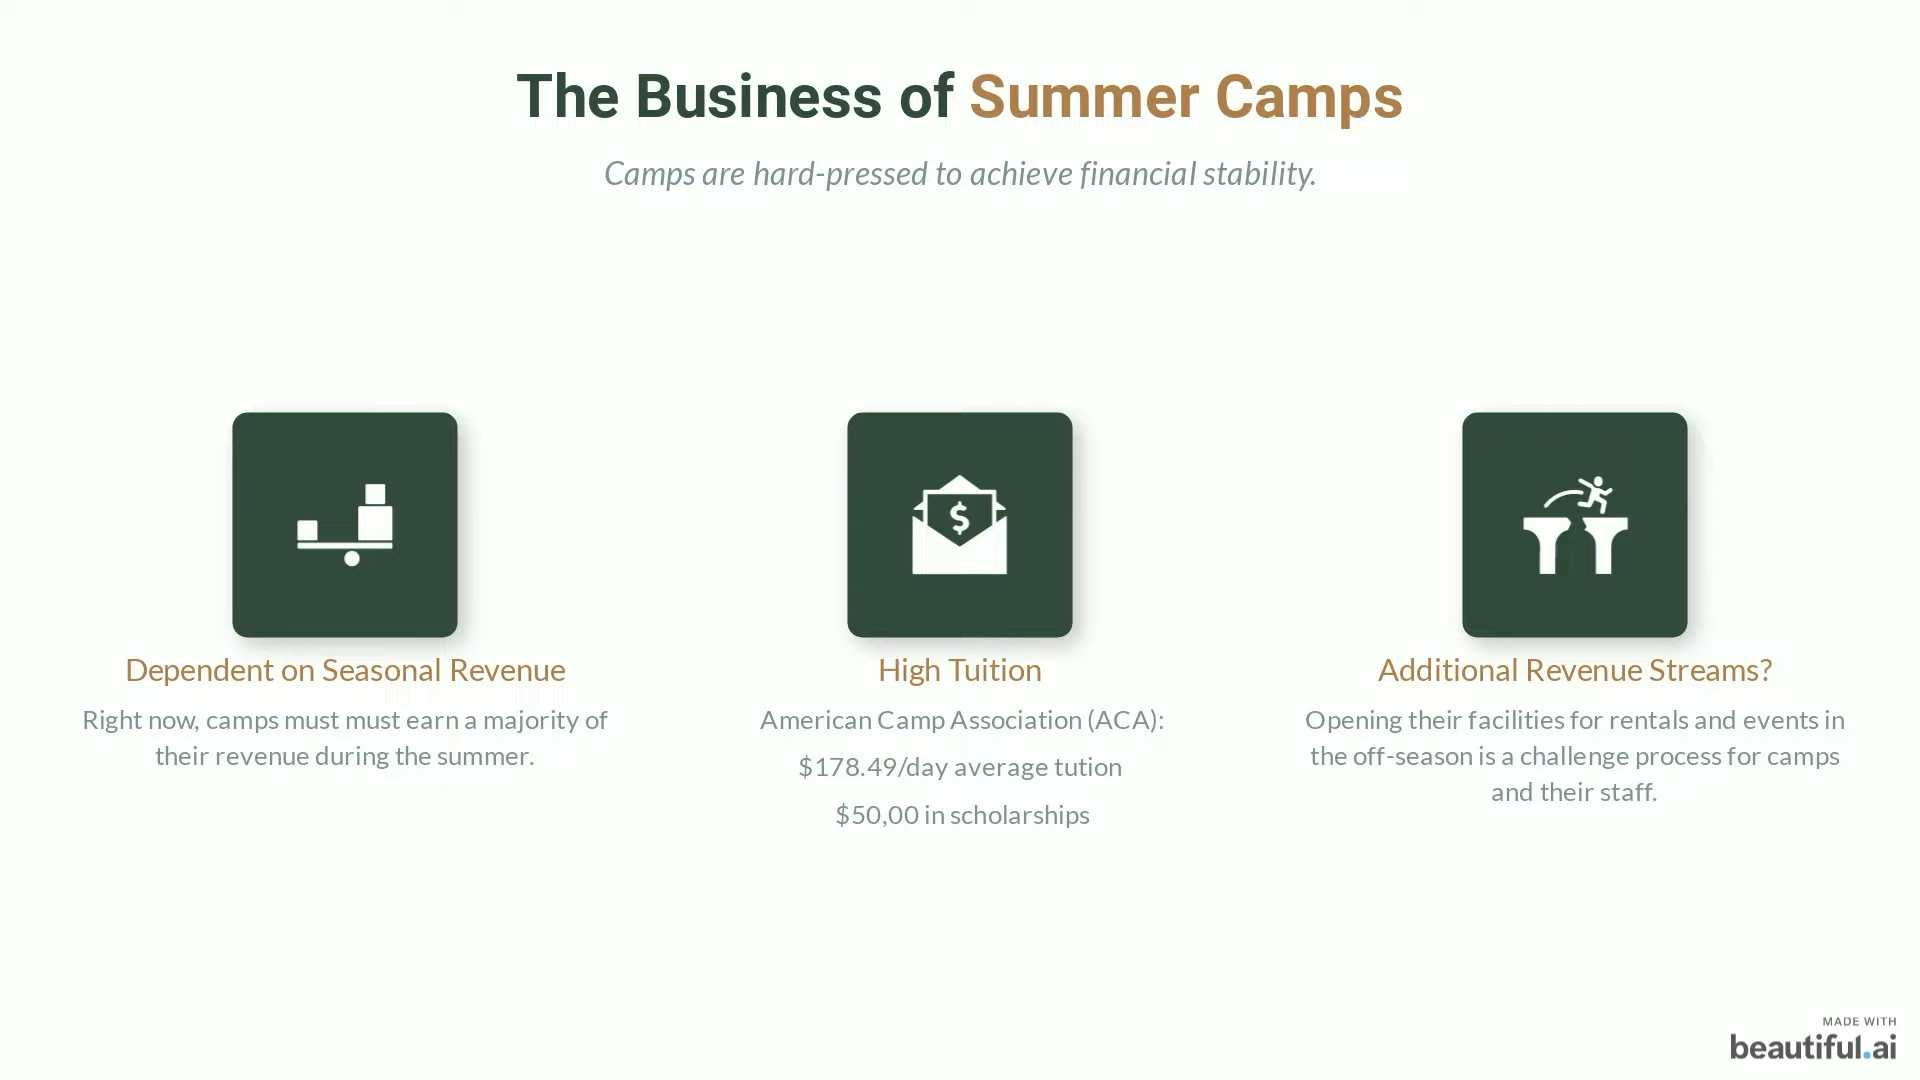 The Business of Summer Camps
Camps are hard-pressed to achieve financial stability.
$
Dependent on Seasonal Revenue
Right now, camps must must earn a majority of
their revenue during the summer.
High Tuition
American Camp Association (ACA):
$178.49/day average tution
$50,00 in scholarships
Additional Revenue Streams?
Opening their facilities for rentals and events in
the off-season is a challenge process for camps
and their staff.
MADE WITH
beautiful.ai